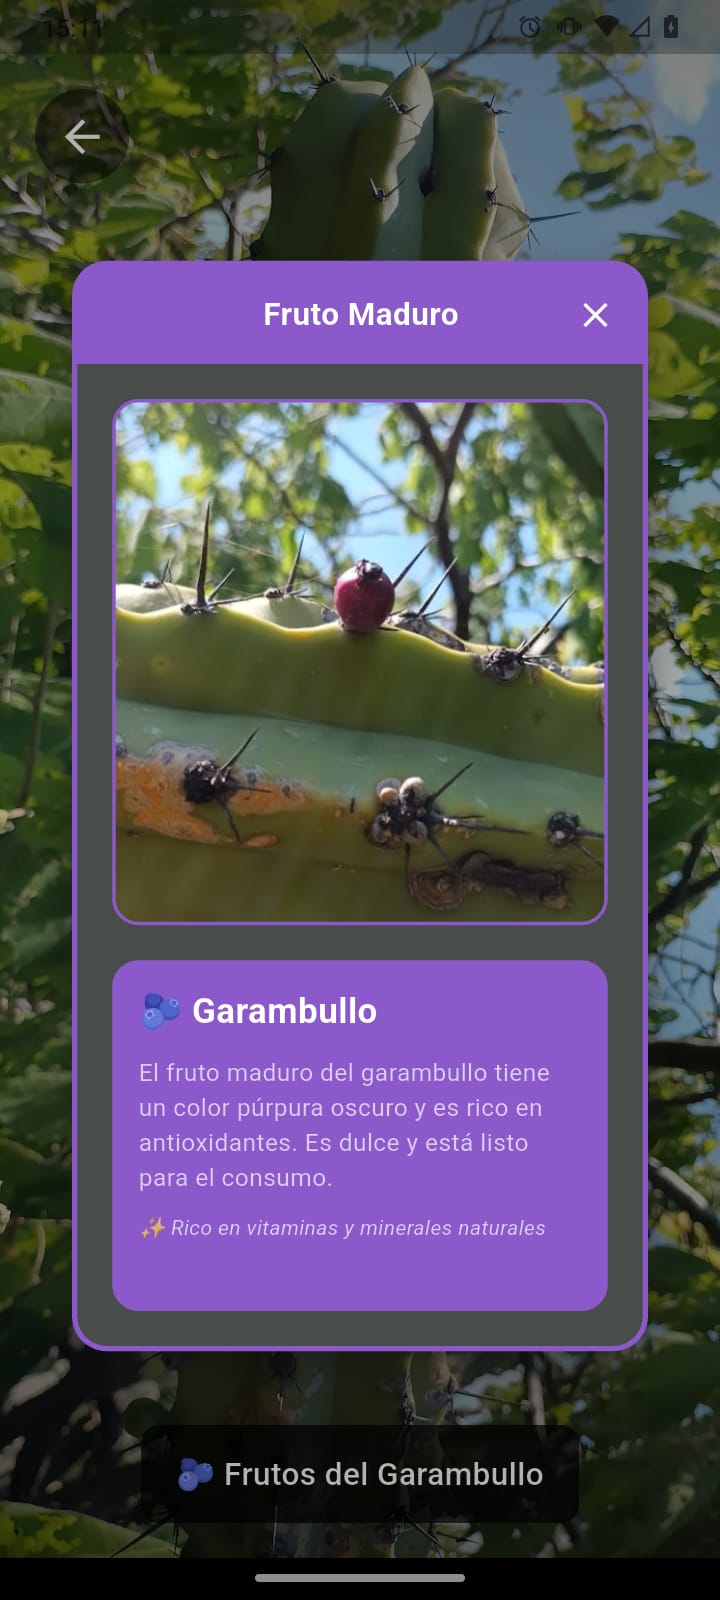 15:11
Fruto Maduro
Garambullo
El fruto maduro del garambullo tiene
un color púrpura oscuro y es rico en
antioxidantes. Es dulce y está listo
para el consumo.
Rico en vitaminas y minerales naturales
Frutos del Garambullo